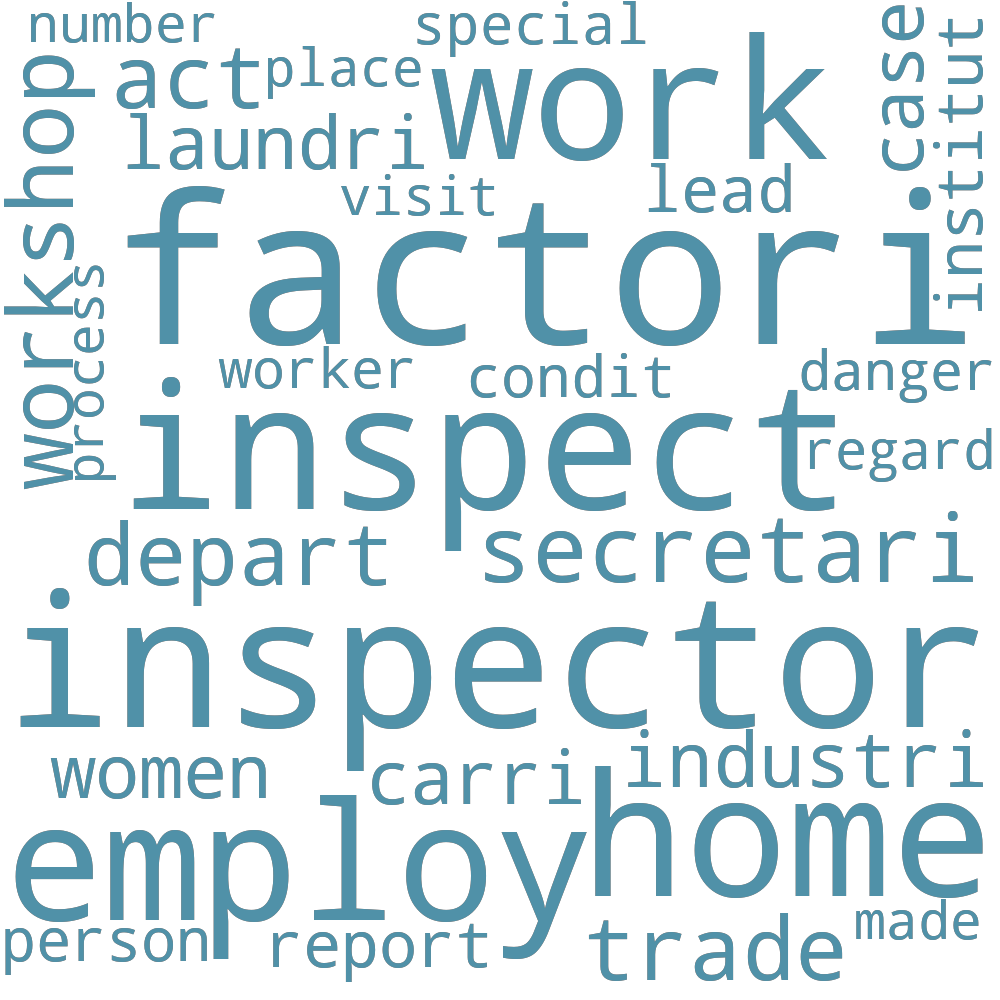 number
special
case
institut
workshop
act
place
work
laundri
visit
lead
factori
process
worker
condit
danger
inspect
regard
depart
secretari
inspector
women
carri
industri
employ
home
person
report
trade
made